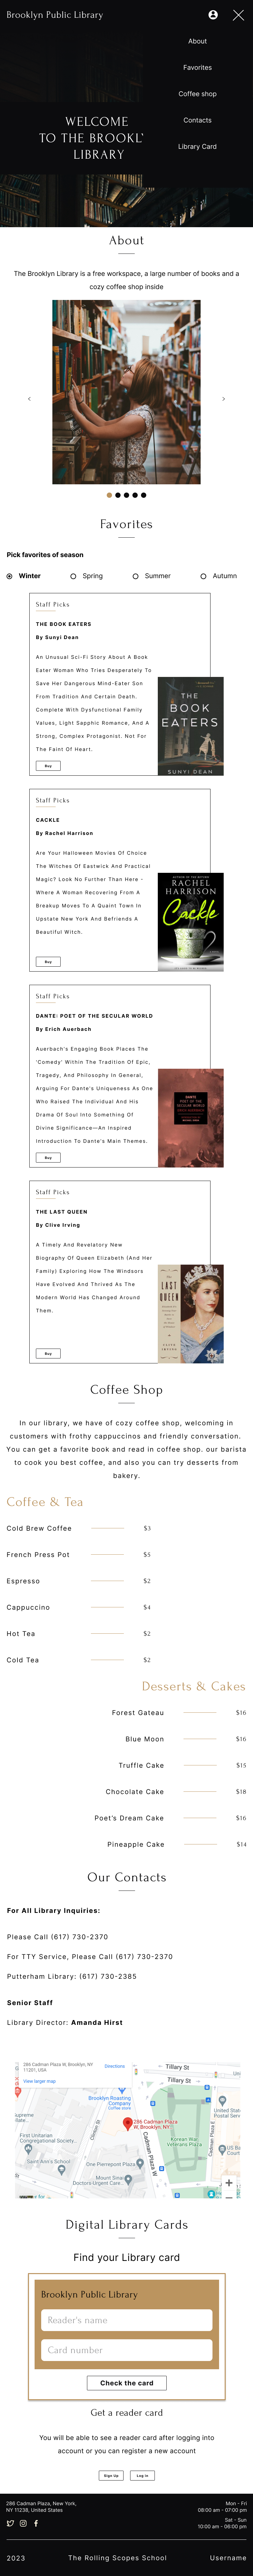 Brooklyn Public Library
About
Favorites
Coffee shop
Contacts
Library Card
WELCOME
TO THE BROOKL
LIBRARY
About
The Brooklyn Library is a free workspace, a large number of books and a
cozy coffee shop inside
Favorites
Pick favorites of season
Winter Spring Summer Autumn
Staff Picks
THE BOOK EATERS
By Sunyi Dean
An Unusual Sci-Fi Story About A Book
Eater Woman Who Tries Desperately To
Save Her Dangerous Mind-Eater Son
From Tradition And Certain Death.
Complete With Dysfunctional Family
Values, Light Sapphic Romance, And A
Strong, Complex Protagonist. Not For
The Faint Of Heart.
Buy
THE
BOOK
EATERS
SUNYI DEAN
Staff Picks
CACKLE
By Rachel Harrison
Are Your Halloween Movies Of Choice
The Witches Of Eastwick And Practical
Magic? Look No Further Than Here -
Where A Woman Recovering From A
Breakup Moves To A Quaint Town In
Upstate New York And Befriends A
Beautiful Witch.
Buy
RACHEL
HARRISON
Cackle
Staff Picks
DANTE: POET OF THE SECULAR WORLD
By Erich Auerbach
Auerbach's Engaging Book Places The
'Comedy' Within The Tradition Of Epic,
Tragedy, And Philosophy In General,
Arguing For Dante's Uniqueness As One
Who Raised The Individual And His
Drama Of Soul Into Something Of
Divine Significance—An Inspired
Introduction To Dante's Main Themes.
Buy
DANTE
Staff Picks
THE LAST QUEEN
By Clive Irving
A Timely And Revelatory New
Biography Of Queen Elizabeth (And Her
Family) Exploring How The Windsors
Have Evolved And Thrived As The
Modern World Has Changed Around
Them.
Buy
THE
LAST
QUEEN
Coffee Shop
In our library, we have of cozy coffee shop, welcoming in
customers with frothy cappuccinos and friendly conversation.
You can get a favorite book and read in coffee shop. our barista
to cook you best coffee, and also you can try desserts from
bakery.
Coffee & Tea
Cold Brew Coffee $3
French Press Pot $5
Espresso $2
Cappuccino $4
Hot Tea $2
Cold Tea $2
Desserts & Cakes
Forest Gateau $16
Blue Moon $16
Truffle Cake $15
Chocolate Cake $18
Poet's Dream Cake $16
Pineapple Cake $14
Our Contacts
For All Library Inquiries:
Please Call (617) 730-2370
For TTY Service, Please Call (617) 730-2370
Putterham Library: (617) 730-2385
Senior Staff
Library Director: Amanda Hirst
286 Cadman Plaza W, Brooklyn, NY
11201, USA
Directions
View larger map
Tillary St
Tillary St
Brooklyn Roasting
Company
Coffee store
286 Cadman Plaza
W, Brooklyn, NY...
First Unitarian
Congregational Society...
Korean War
Veterans Plaza
Saint Ann's School
One Pierrepont Plaza
Mount Sinai
Doctors-Urgent Care...
Cadman Plaza W
Clinton St
United States
Postal Service
Digital Library Cards
Find your Library card
Brooklyn Public Library
Reader's name
Card number
Check the card
Get a reader card
You will be able to see a reader card after logging into
account or you can register a new account
Sign Up Log in
286 Cadman Plaza, New York,
NY 11238, United States
Mon - Fri
08:00 am - 07:00 pm
Sat - Sun
10:00 am - 06:00 pm
2023 The Rolling Scopes School Username